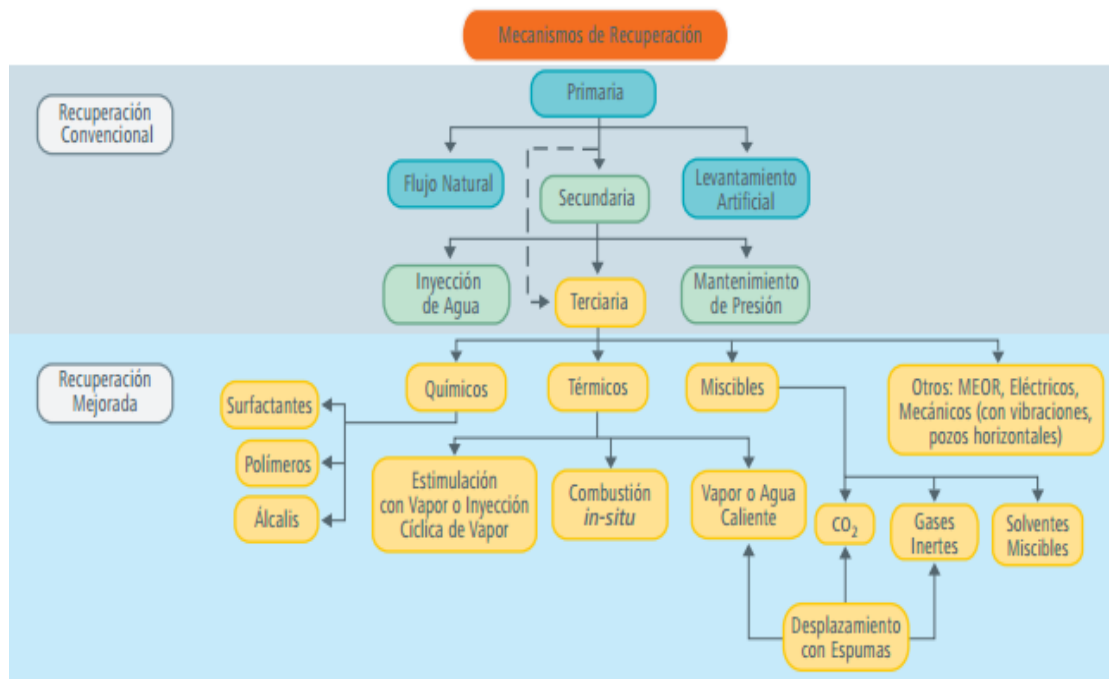 Mecanismos de Recuperación
Recuperación
Convencional
Primaria
Flujo Natural
Secundaria
Levantamiento
Artificial
Inyección
de Agua
Terciaria
Mantenimiento
de Presión
Recuperación
Mejorada
Químicos
Térmicos
Miscibles
Otros: MEOR, Eléctricos,
Mecánicos (con vibraciones,
pozos horizontales)
Surfactantes
Polímeros
Álcalis
Estimulación
con Vapor o Inyección
Cíclica de Vapor
Combustión
in-situ
Vapor o Agua
Caliente
CO₂
Gases
Inertes
Solventes
Miscibles
Desplazamiento
con Espumas